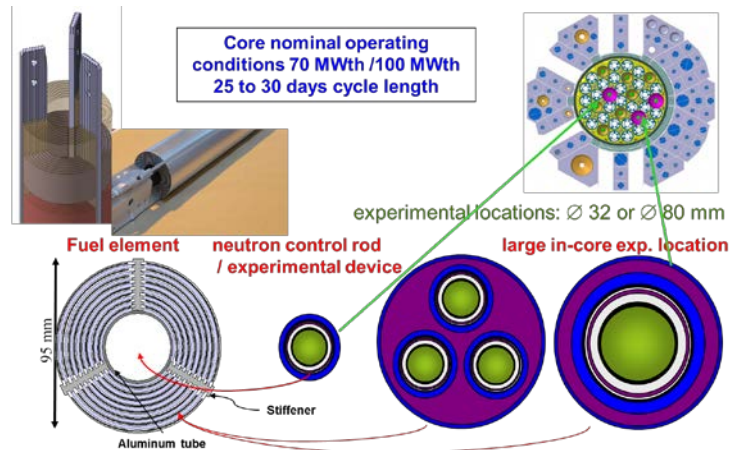 Core nominal operating
conditions 70 MWth /100 MWth
25 to 30 days cycle length
experimental locations: ∅ 32 or ∅ 80 mm
Fuel element
neutron control rod
/ experimental device
large in-core exp. location
95 mm
Stiffener
Aluminum tube